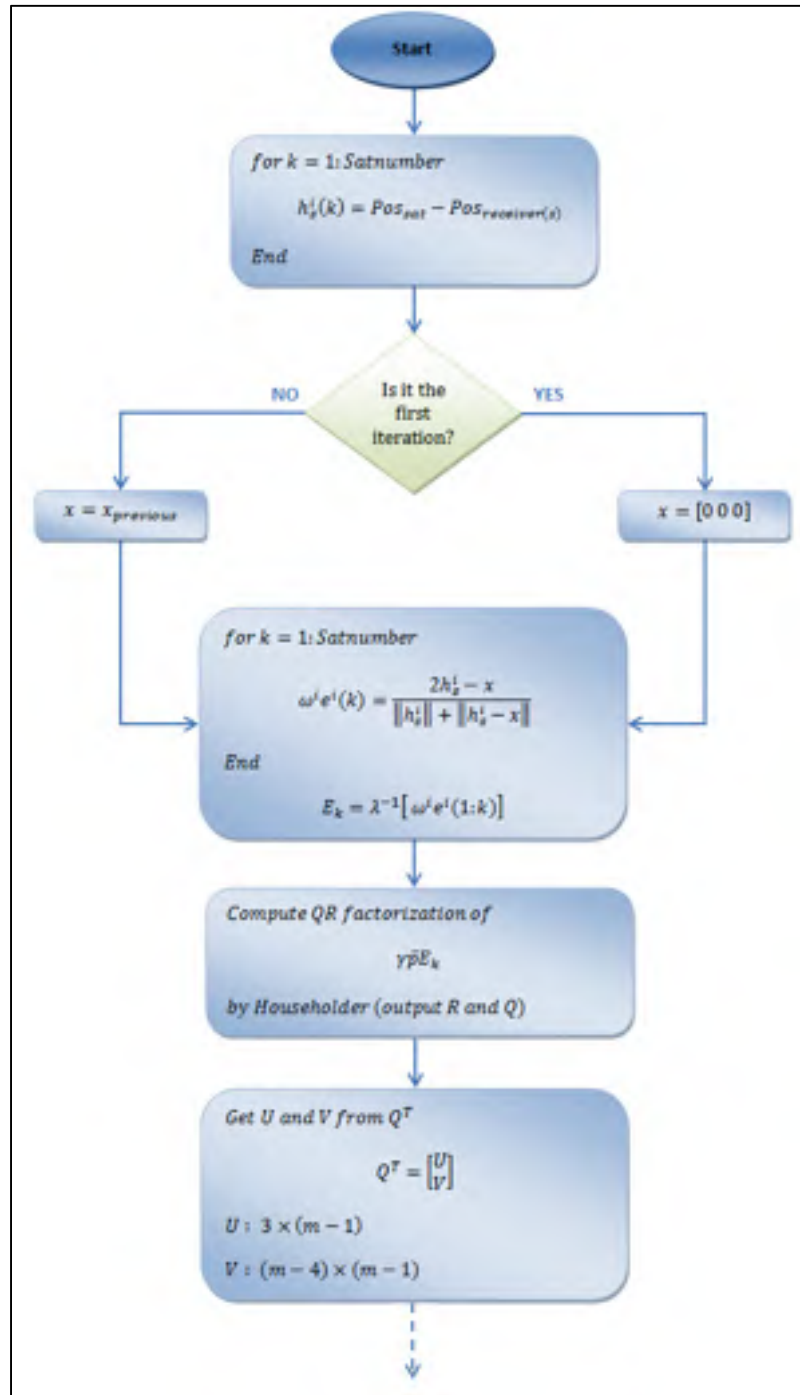 Start
for k = 1: Satnumber
h_s^i(k) = Pos_sat − Pos_receiver(s)
End
Is it the
first
iteration?
NO
YES
x = x_previous
x = [0 0 0]
for k = 1: Satnumber
ω^i e^i(k) = (2h_s^i − x) / (‖h_s^i‖ + ‖h_s^i − x‖)
End
E_k = λ^−1[ω^i e^i(1:k)]
Compute QR factorization of
γp̄E_k
by Householder (output R and Q)
Get U and V from Q^T
Q^T = [U
V]
U : 3 × (m − 1)
V : (m − 4) × (m − 1)